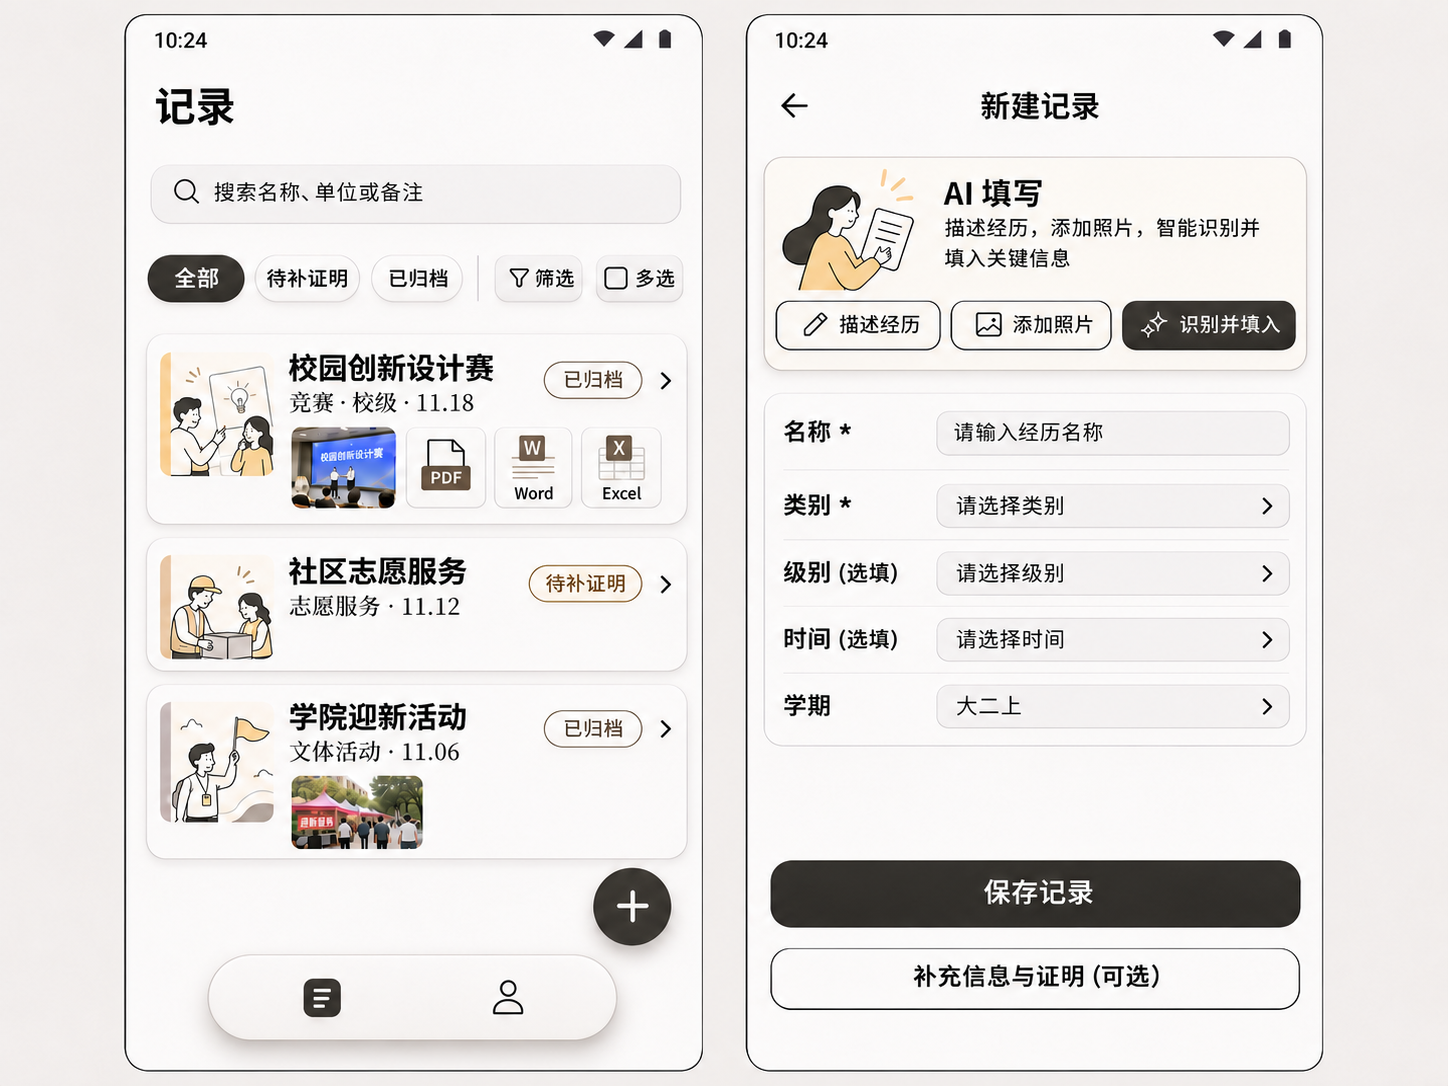 10:24
记录
搜索名称、单位或备注
全部
待补证明
已归档
筛选
多选
校园创新设计赛
竞赛 · 校级 · 11.18
已归档
校园创新设计赛
PDF
W
Word
X
Excel
社区志愿服务
志愿服务 · 11.12
待补证明
学院迎新活动
文体活动 · 11.06
已归档
10:24
新建记录
AI 填写
描述经历，添加照片，智能识别并
填入关键信息
描述经历
添加照片
识别并填入
名称 *
请输入经历名称
类别 *
请选择类别
级别 (选填)
请选择级别
时间 (选填)
请选择时间
学期
大二上
保存记录
补充信息与证明 (可选)